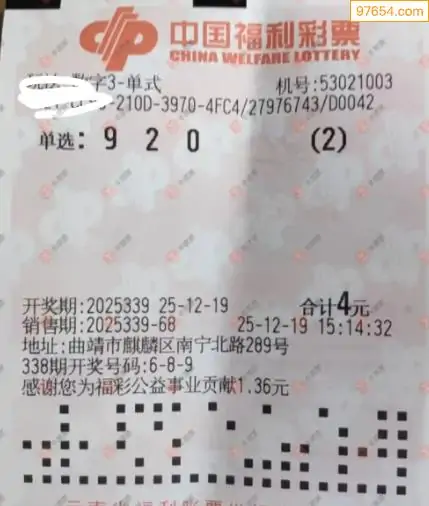 97654.com
中国福利彩票
CHINA WELFARE LOTTERY
数字3-单式 机号:53021003
-210D-3970-4FC4/27976743/D0042
单选: 9 2 0 (2)
开奖期:2025339 25-12-19 合计4元
销售期:2025339-68 25-12-19 15:14:32
地址:曲靖市麒麟区南宁北路289号
338期开奖号码:6-8-9
感谢您为福彩公益事业贡献1.36元